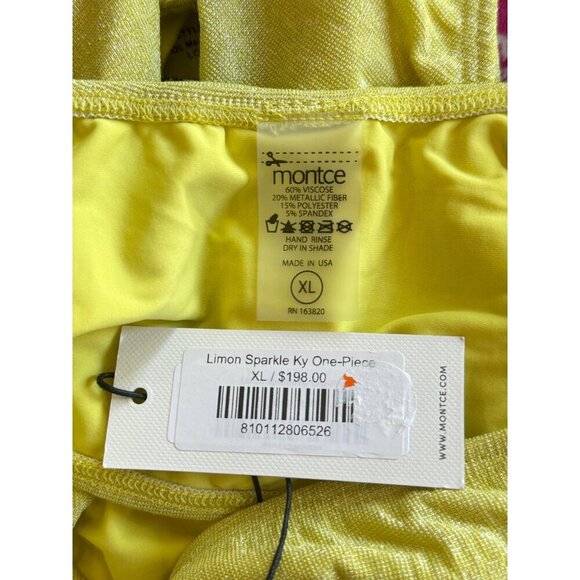 montce
60% VISCOSE
20% METALLIC FIBER
15% POLYESTER
5% SPANDEX
HAND RINSE
DRY IN SHADE
MADE IN USA
XL
RN 163820
Limon Sparkle Ky One-Piece
XL / $198.00
810112806526
WWW.MONTCE.COM